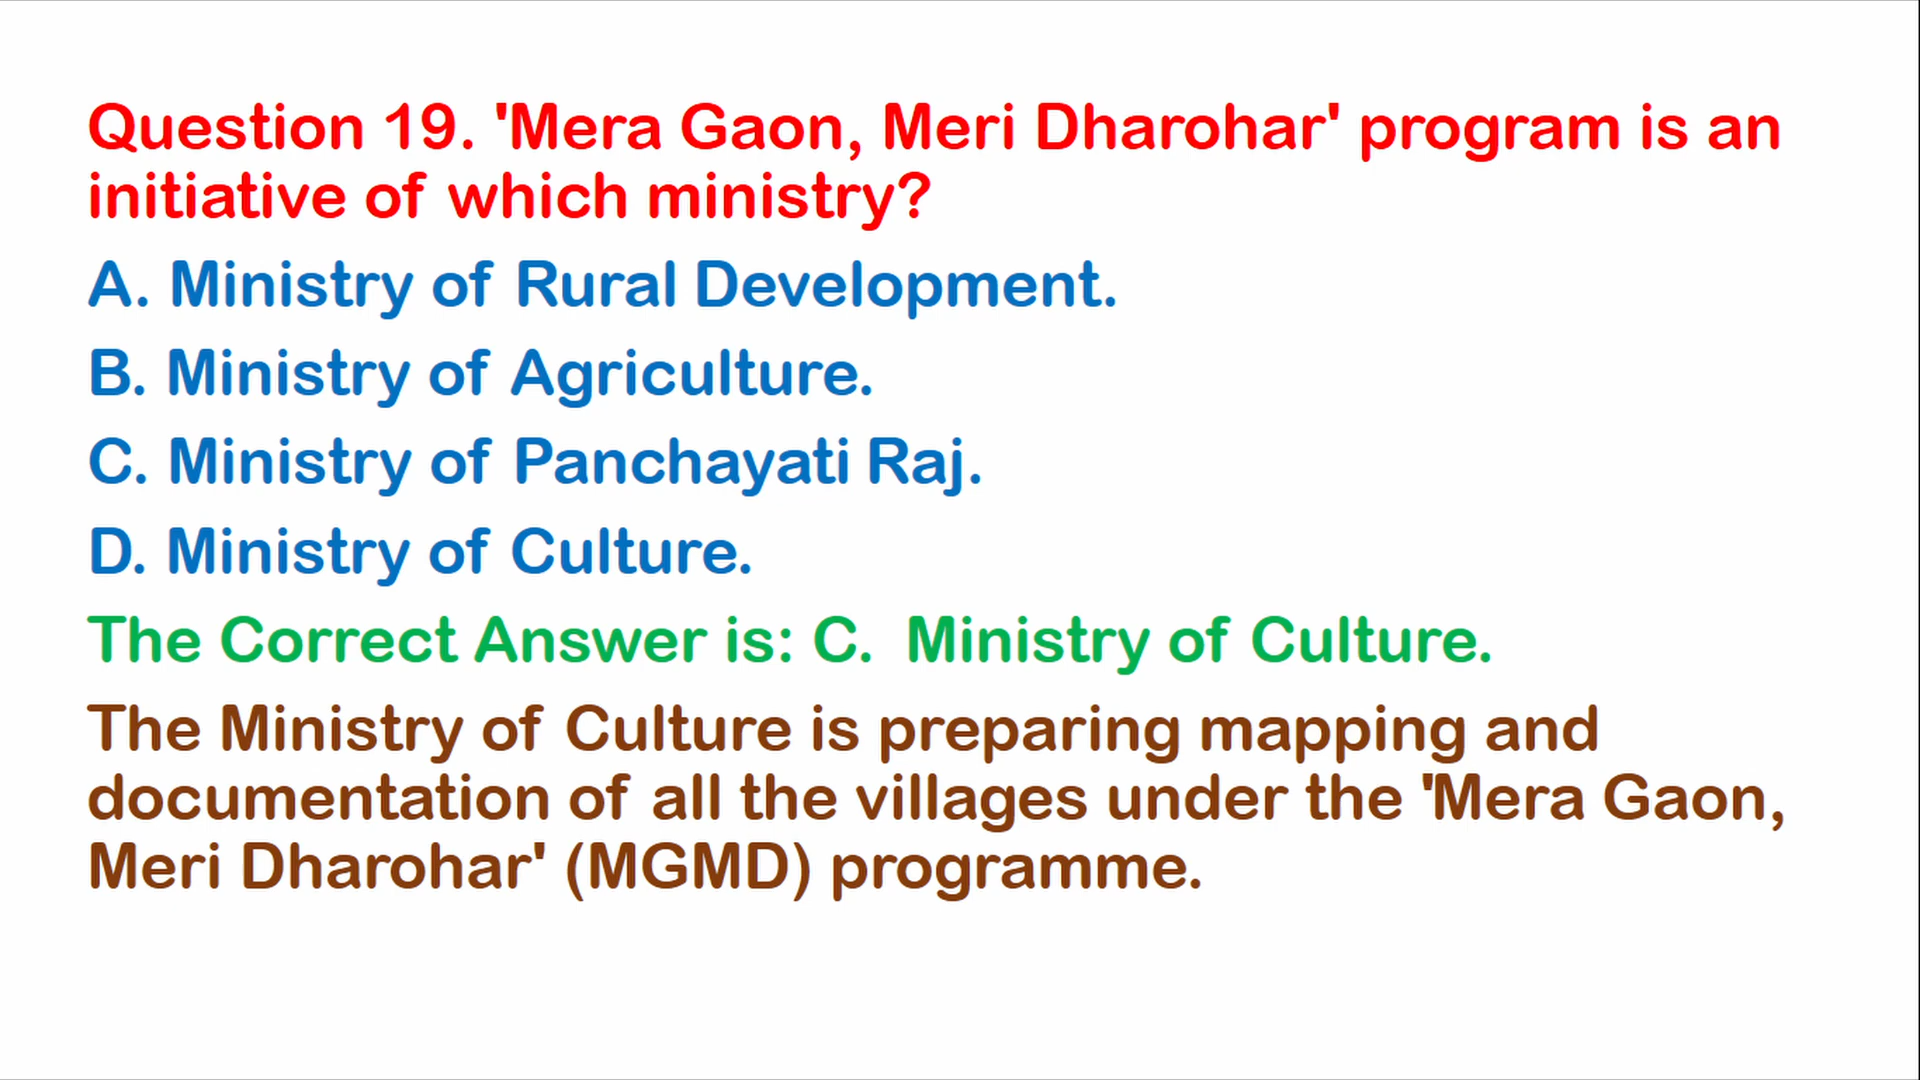 Question 19. 'Mera Gaon, Meri Dharohar' program is an
initiative of which ministry?
A. Ministry of Rural Development.
B. Ministry of Agriculture.
C. Ministry of Panchayati Raj.
D. Ministry of Culture.
The Correct Answer is: C.  Ministry of Culture.
The Ministry of Culture is preparing mapping and
documentation of all the villages under the 'Mera Gaon,
Meri Dharohar' (MGMD) programme.